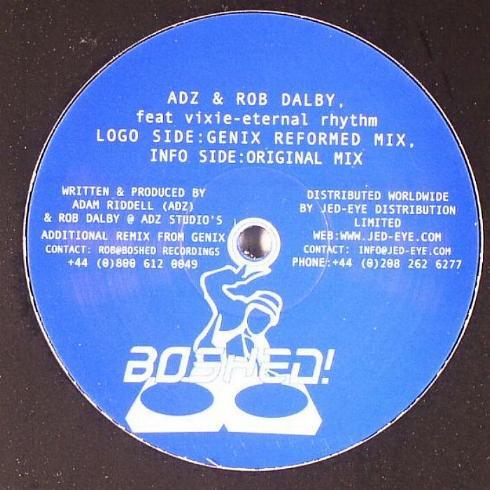 ADZ & ROB DALBY,
feat vixie-eternal rhythm
LOGO SIDE:GENIX REFORMED MIX,
INFO SIDE:ORIGINAL MIX
WRITTEN & PRODUCED BY
ADAM RIDDELL (ADZ)
& ROB DALBY @ ADZ STUDIO'S
ADDITIONAL REMIX FROM GENIX
CONTACT: ROB@BOSHED RECORDINGS
+44 (0)800 612 0049
DISTRIBUTED WORLDWIDE
BY JED-EYE DISTRIBUTION
LIMITED
WEB:WWW.JED-EYE.COM
CONTACT: INFO@JED-EYE.COM
PHONE:+44 (0)208 262 6277
BOSHED!